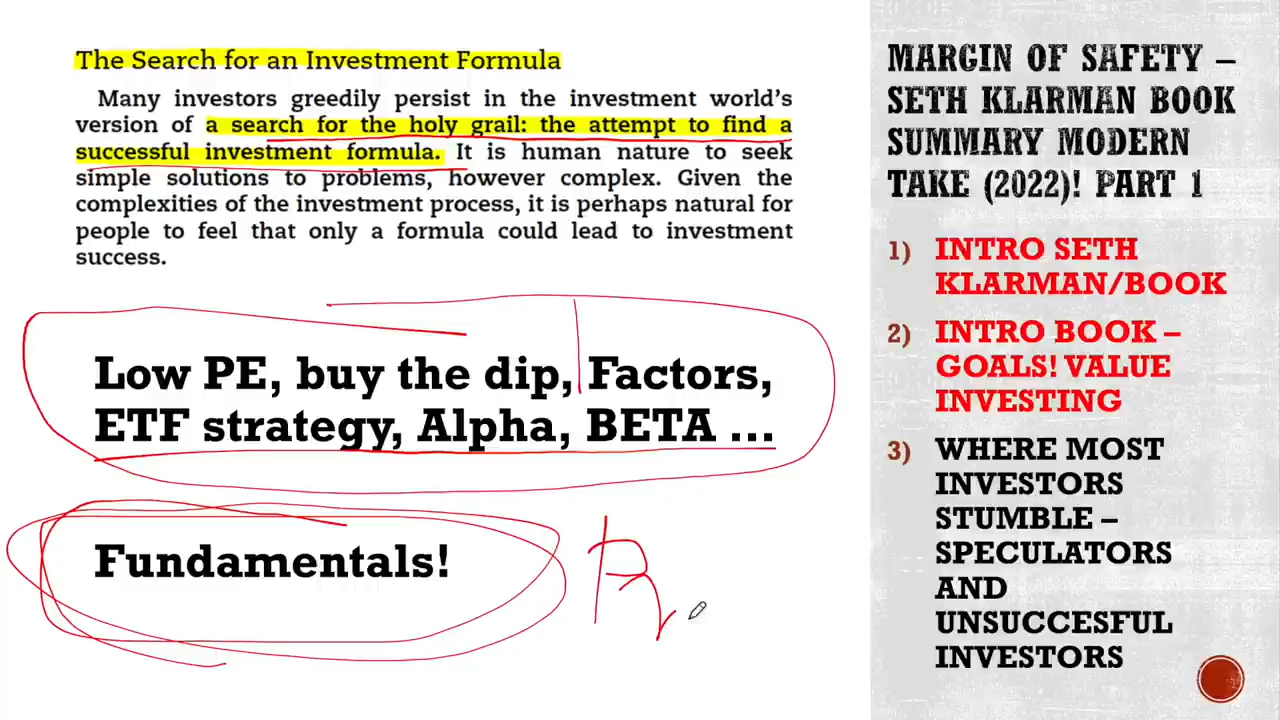 The Search for an Investment Formula
Many investors greedily persist in the investment world's
version of a search for the holy grail: the attempt to find a
successful investment formula. It is human nature to seek
simple solutions to problems, however complex. Given the
complexities of the investment process, it is perhaps natural for
people to feel that only a formula could lead to investment
success.
Low PE, buy the dip, Factors,
ETF strategy, Alpha, BETA ...
Fundamentals!
MARGIN OF SAFETY –
SETH KLARMAN BOOK
SUMMARY MODERN
TAKE (2022)! PART 1
1) INTRO SETH
KLARMAN/BOOK
2) INTRO BOOK –
GOALS! VALUE
INVESTING
3) WHERE MOST
INVESTORS
STUMBLE –
SPECULATORS
AND
UNSUCCESFUL
INVESTORS